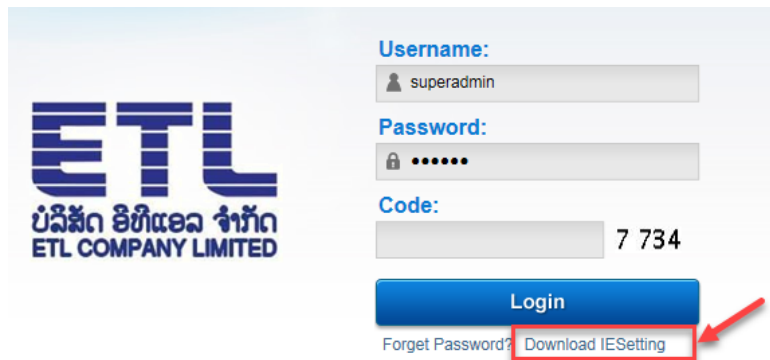 ETL
ບໍລິສັດ ອີທີແອລ ຈຳກັດ
ETL COMPANY LIMITED
Username:
superadmin
Password:
••••••
Code:
7 734
Login
Forget Password? Download IESetting